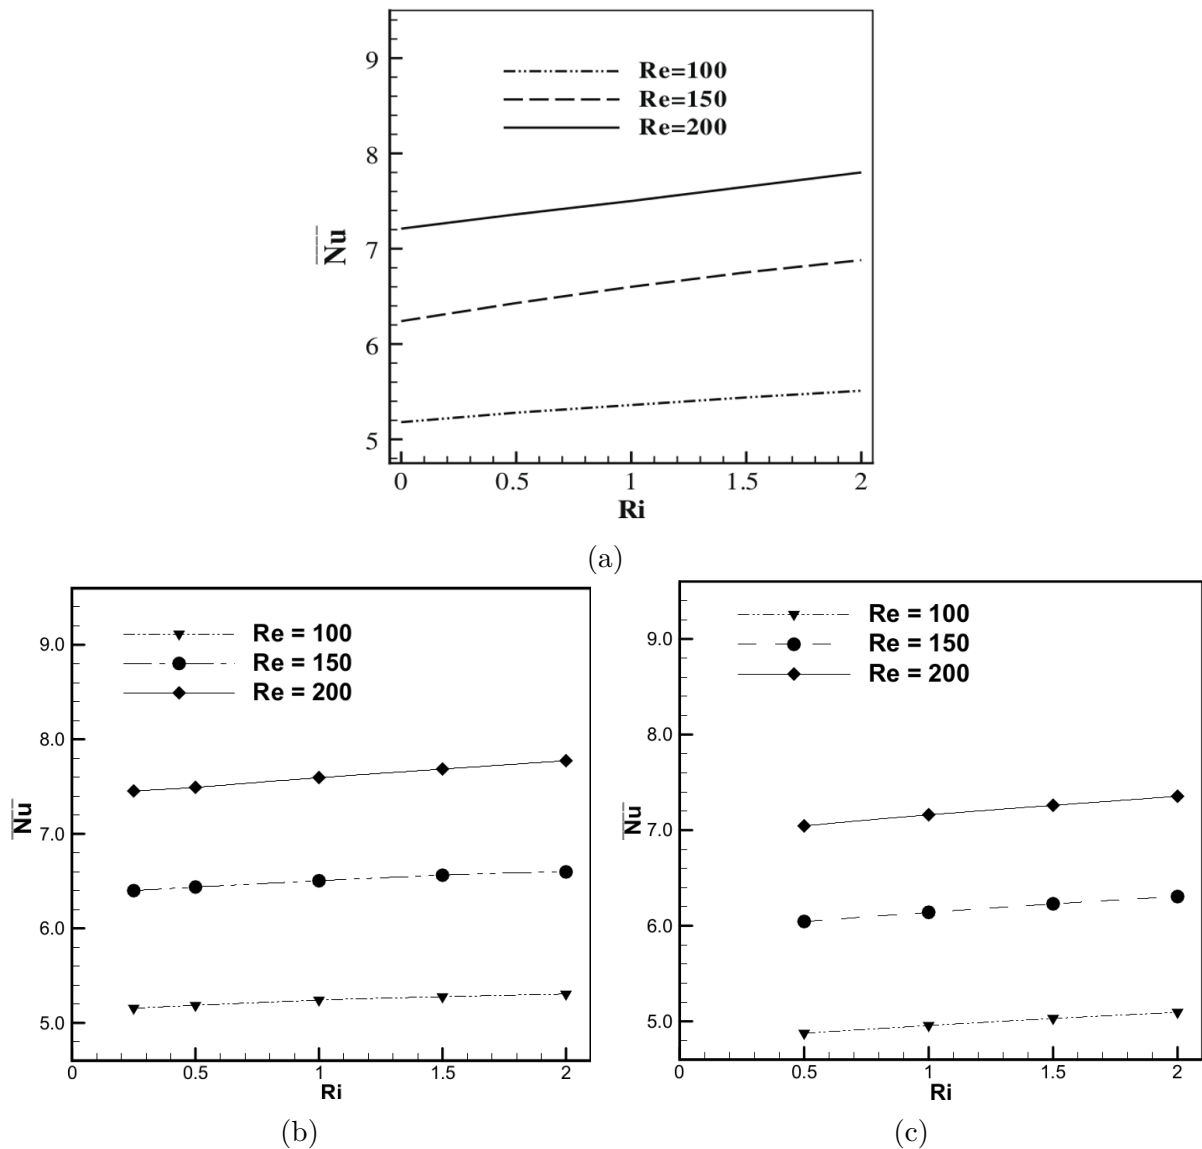 9
8
7
6
5
Nu
Re=100
Re=150
Re=200
0 0.5 1 1.5 2
Ri
(a)
9.0
8.0
7.0
6.0
5.0
Nu
Re = 100
Re = 150
Re = 200
0 0.5 1 1.5 2
Ri
(b)
9.0
8.0
7.0
6.0
5.0
Nu
Re = 100
Re = 150
Re = 200
0 0.5 1 1.5 2
Ri
(c)